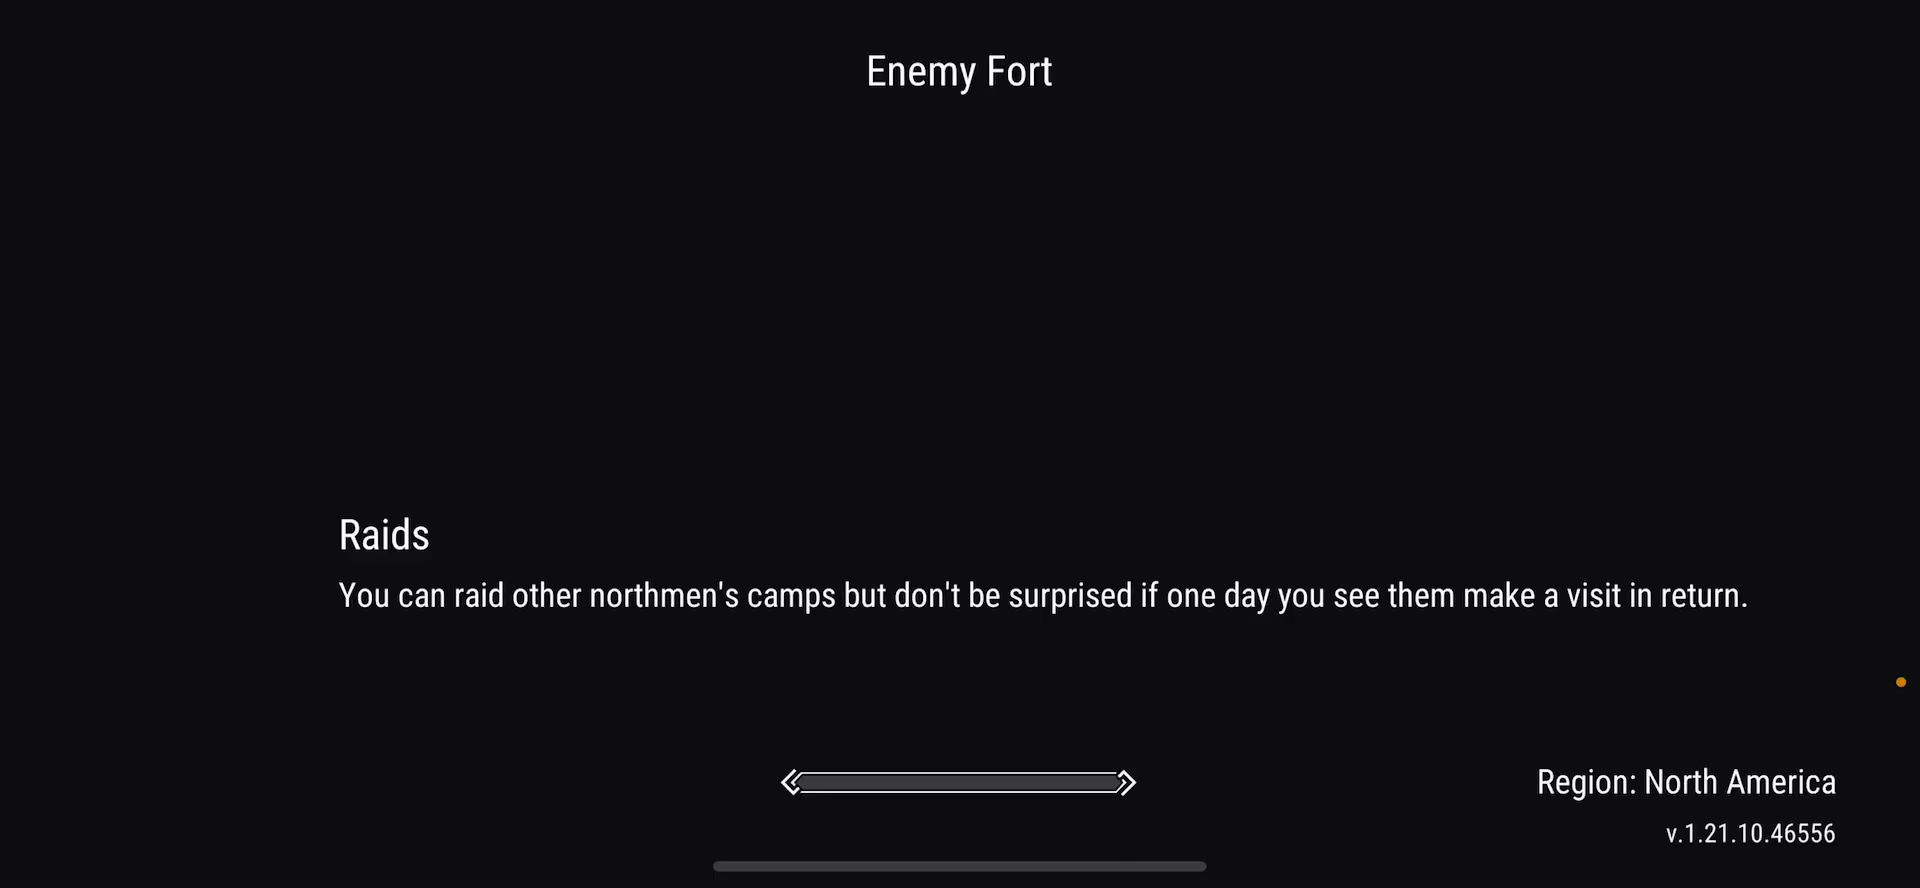 Enemy Fort
Raids
You can raid other northmen's camps but don't be surprised if one day you see them make a visit in return.
Region: North America
v.1.21.10.46556